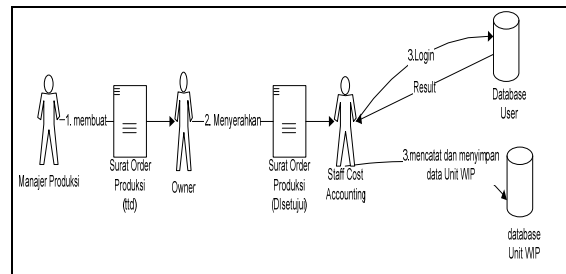 3.Login
Result
Database
User
1. membuat
2. Menyerahkan
Manajer Produksi
Surat Order
Produksi
(ttd)
Owner
Surat Order
Produksi
(DIsetujui)
Staff Cost
Accounting
3.mencatat dan menyimpan
data Unit WIP
database
Unit WIP